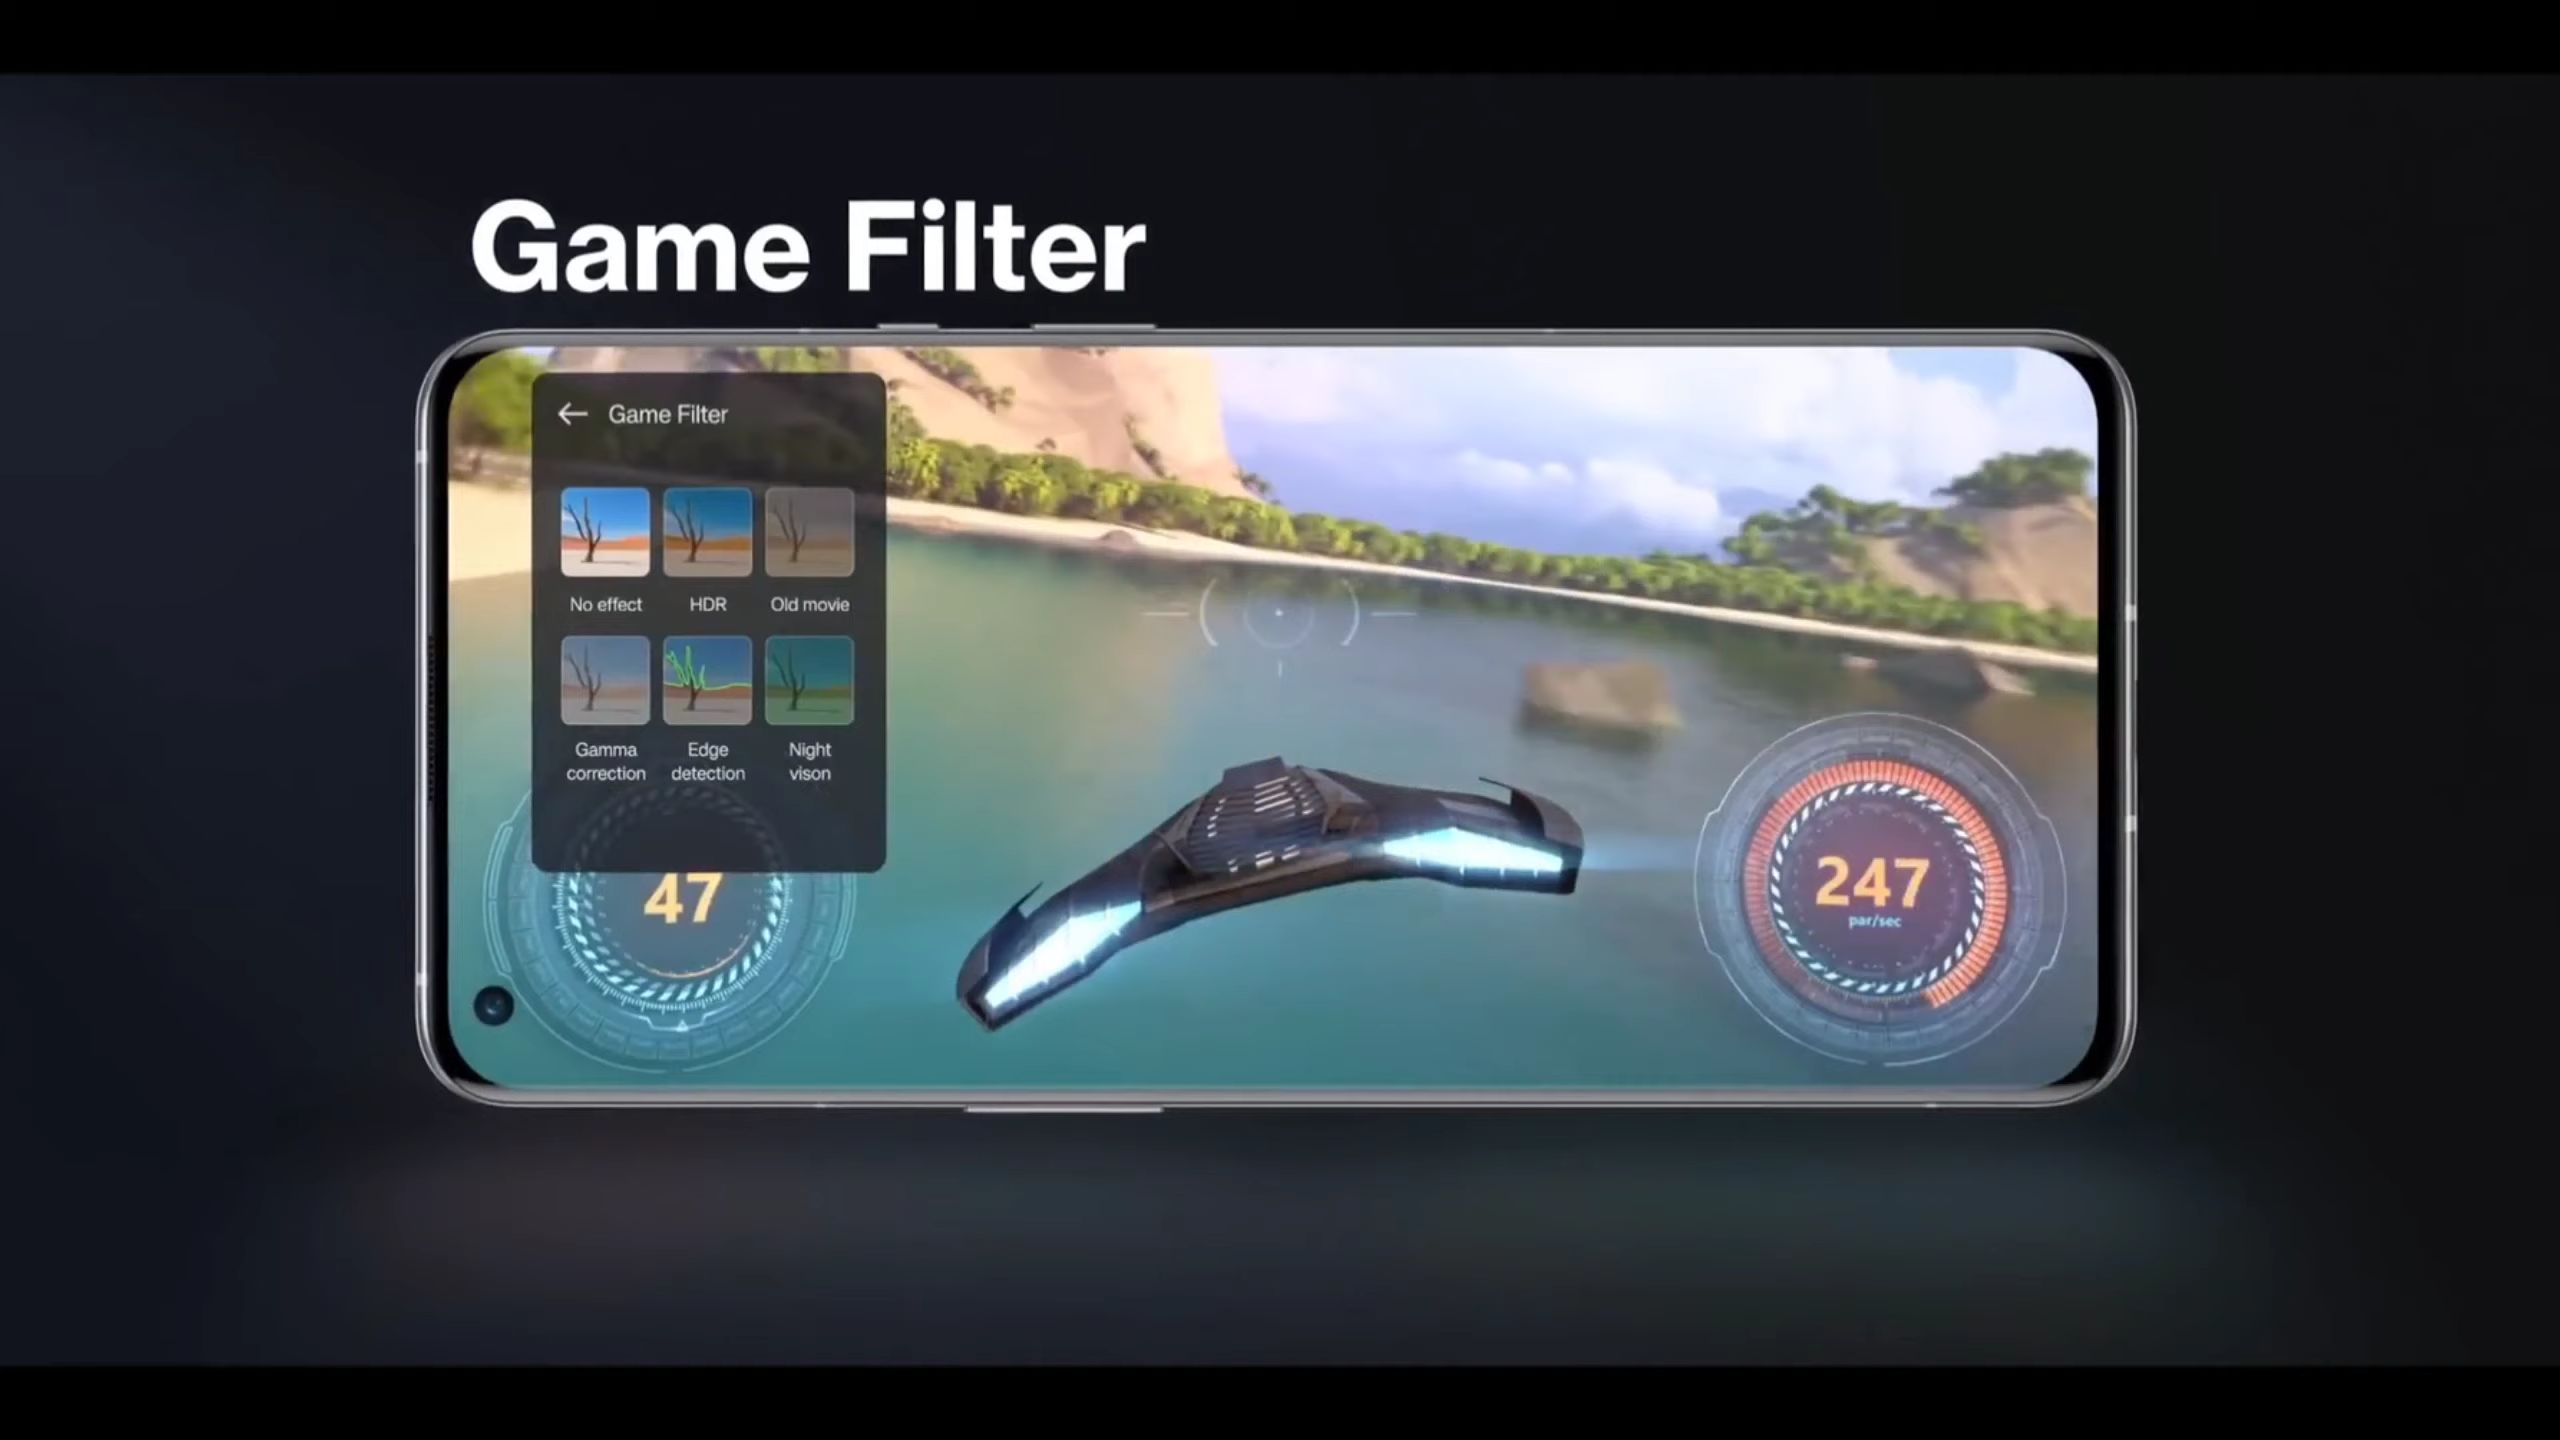 Game Filter
Game Filter
No effect
HDR
Old movie
Gamma
correction
Edge
detection
Night
vison
47
247
par/sec